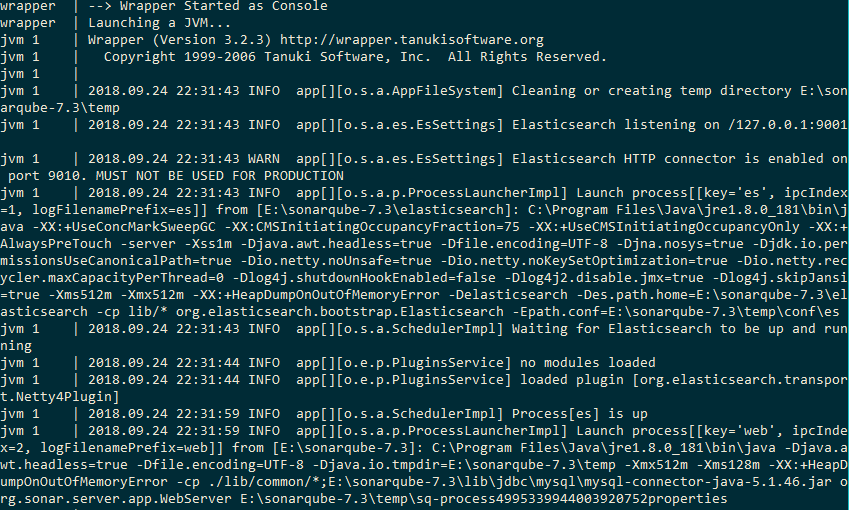 wrapper  | --> Wrapper Started as Console
wrapper  | Launching a JVM...
jvm 1    | Wrapper (Version 3.2.3) http://wrapper.tanukisoftware.org
jvm 1    |   Copyright 1999-2006 Tanuki Software, Inc.  All Rights Reserved.
jvm 1    |
jvm 1    | 2018.09.24 22:31:43 INFO  app[][o.s.a.AppFileSystem] Cleaning or creating temp directory E:\son
arqube-7.3\temp
jvm 1    | 2018.09.24 22:31:43 INFO  app[][o.s.a.es.EsSettings] Elasticsearch listening on /127.0.0.1:9001
jvm 1    | 2018.09.24 22:31:43 WARN  app[][o.s.a.es.EsSettings] Elasticsearch HTTP connector is enabled on
 port 9010. MUST NOT BE USED FOR PRODUCTION
jvm 1    | 2018.09.24 22:31:43 INFO  app[][o.s.a.p.ProcessLauncherImpl] Launch process[[key='es', ipcIndex
=1, logFilenamePrefix=es]] from [E:\sonarqube-7.3\elasticsearch]: C:\Program Files\Java\jre1.8.0_181\bin\j
ava -XX:+UseConcMarkSweepGC -XX:CMSInitiatingOccupancyFraction=75 -XX:+UseCMSInitiatingOccupancyOnly -XX:+
AlwaysPreTouch -server -Xss1m -Djava.awt.headless=true -Dfile.encoding=UTF-8 -Djna.nosys=true -Djdk.io.per
missionsUseCanonicalPath=true -Dio.netty.noUnsafe=true -Dio.netty.noKeySetOptimization=true -Dio.netty.rec
ycler.maxCapacityPerThread=0 -Dlog4j.shutdownHookEnabled=false -Dlog4j2.disable.jmx=true -Dlog4j.skipJansi
=true -Xms512m -Xmx512m -XX:+HeapDumpOnOutOfMemoryError -Delasticsearch -Des.path.home=E:\sonarqube-7.3\el
asticsearch -cp lib/* org.elasticsearch.bootstrap.Elasticsearch -Epath.conf=E:\sonarqube-7.3\temp\conf\es
jvm 1    | 2018.09.24 22:31:43 INFO  app[][o.s.a.SchedulerImpl] Waiting for Elasticsearch to be up and run
ning
jvm 1    | 2018.09.24 22:31:44 INFO  app[][o.e.p.PluginsService] no modules loaded
jvm 1    | 2018.09.24 22:31:44 INFO  app[][o.e.p.PluginsService] loaded plugin [org.elasticsearch.transpor
t.Netty4Plugin]
jvm 1    | 2018.09.24 22:31:59 INFO  app[][o.s.a.SchedulerImpl] Process[es] is up
jvm 1    | 2018.09.24 22:31:59 INFO  app[][o.s.a.p.ProcessLauncherImpl] Launch process[[key='web', ipcInde
x=2, logFilenamePrefix=web]] from [E:\sonarqube-7.3]: C:\Program Files\Java\jre1.8.0_181\bin\java -Djava.a
wt.headless=true -Dfile.encoding=UTF-8 -Djava.io.tmpdir=E:\sonarqube-7.3\temp -Xmx512m -Xms128m -XX:+HeapD
umpOnOutOfMemoryError -cp ./lib/common/*;E:\sonarqube-7.3\lib\jdbc\mysql\mysql-connector-java-5.1.46.jar o
rg.sonar.server.app.WebServer E:\sonarqube-7.3\temp\sq-process4995339944003920752properties